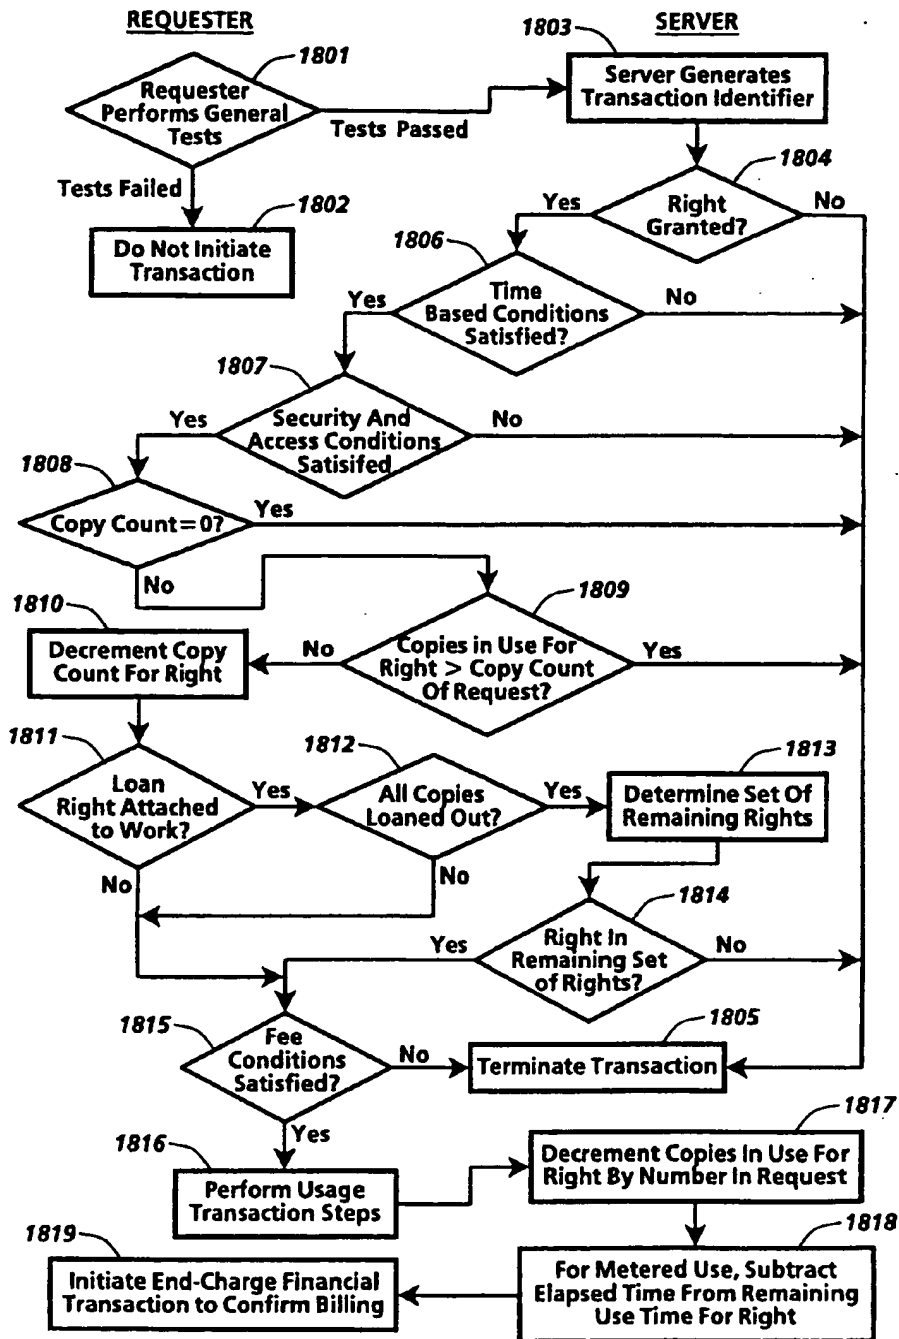 REQUESTER
SERVER
1801
1803
Requester
Performs General
Tests
Tests Passed
Server Generates
Transaction Identifier
Tests Failed
1802
Do Not Initiate
Transaction
1804
Right
Granted?
Yes
No
1806
Time
Based Conditions
Satisfied?
Yes
No
1807
Security And
Access Conditions
Satisifed
Yes
No
1808
Copy Count = 0?
Yes
No
1809
Copies in Use For
Right > Copy Count
Of Request?
No
Yes
1810
Decrement Copy
Count For Right
1811
Loan
Right Attached
to Work?
Yes
No
1812
All Copies
Loaned Out?
Yes
No
1813
Determine Set Of
Remaining Rights
1814
Right In
Remaining Set
of Rights?
Yes
No
1815
Fee
Conditions
Satisfied?
No
Yes
1805
Terminate Transaction
1816
Perform Usage
Transaction Steps
1817
Decrement Copies In Use For
Right By Number In Request
1818
For Metered Use, Subtract
Elapsed Time From Remaining
Use Time For Right
1819
Initiate End-Charge Financial
Transaction to Confirm Billing